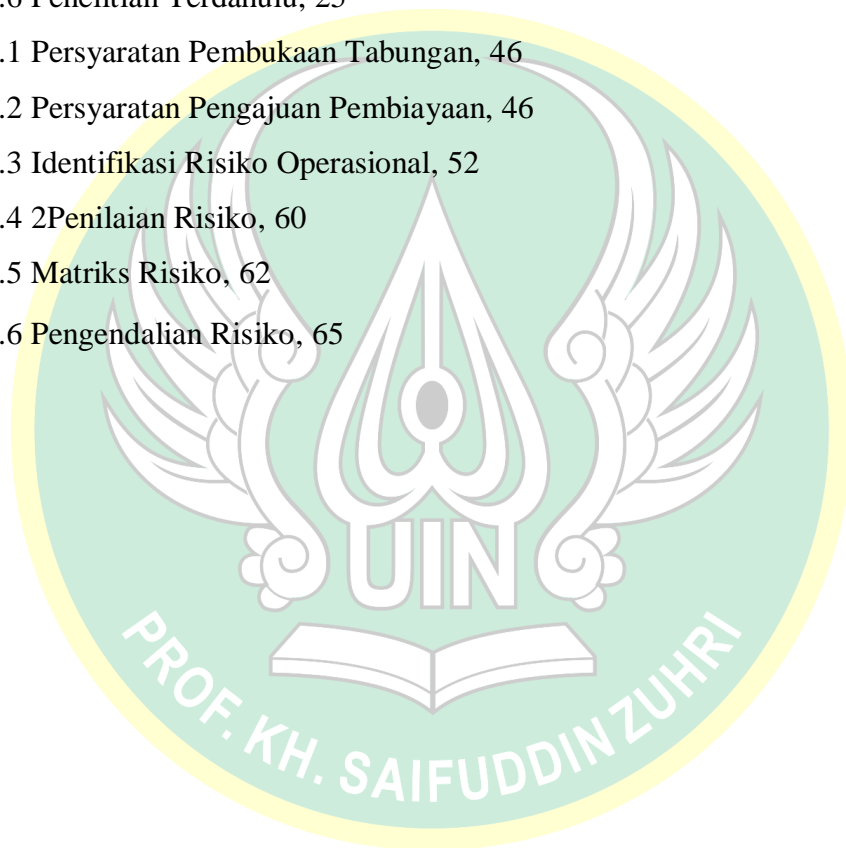 .6 Penelitian Terdahulu, 25
.1 Persyaratan Pembukaan Tabungan, 46
.2 Persyaratan Pengajuan Pembiayaan, 46
.3 Identifikasi Risiko Operasional, 52
.4 2Penilaian Risiko, 60
.5 Matriks Risiko, 62
.6 Pengendalian Risiko, 65
UIN
PROF. KH. SAIFUDDIN ZUHRI